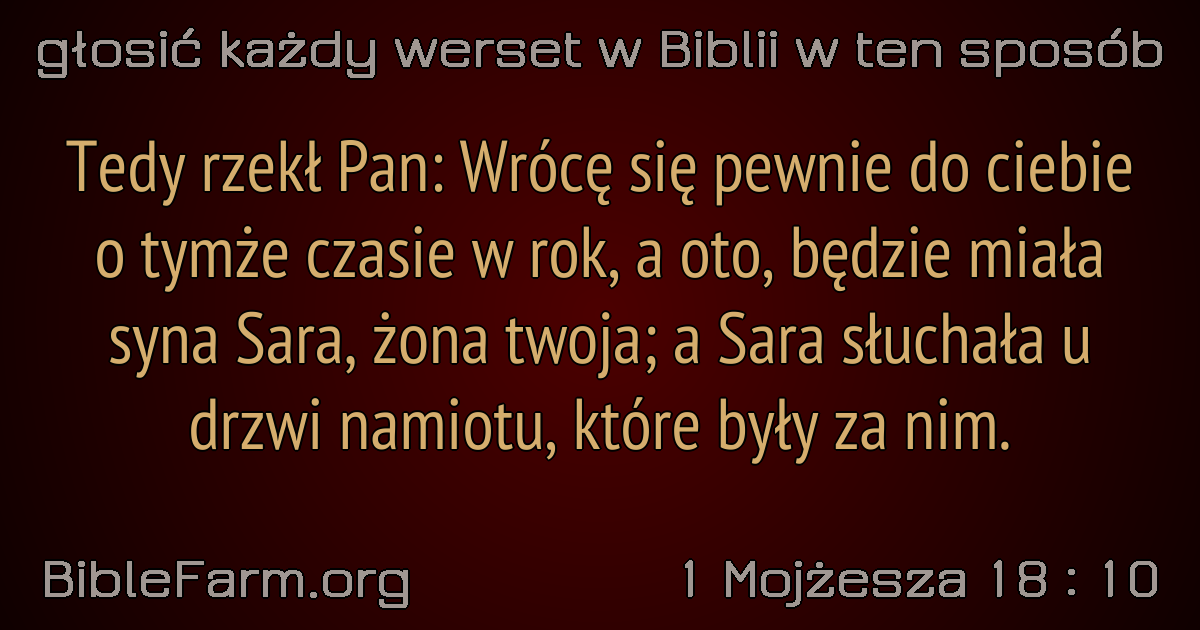 głosić każdy werset w Biblii w ten sposób
Tedy rzekł Pan: Wrócę się pewnie do ciebie
o tymże czasie w rok, a oto, będzie miała
syna Sara, żona twoja; a Sara słuchała u
drzwi namiotu, które były za nim.
BibleFarm.org
1 Mojżesza 18 : 10